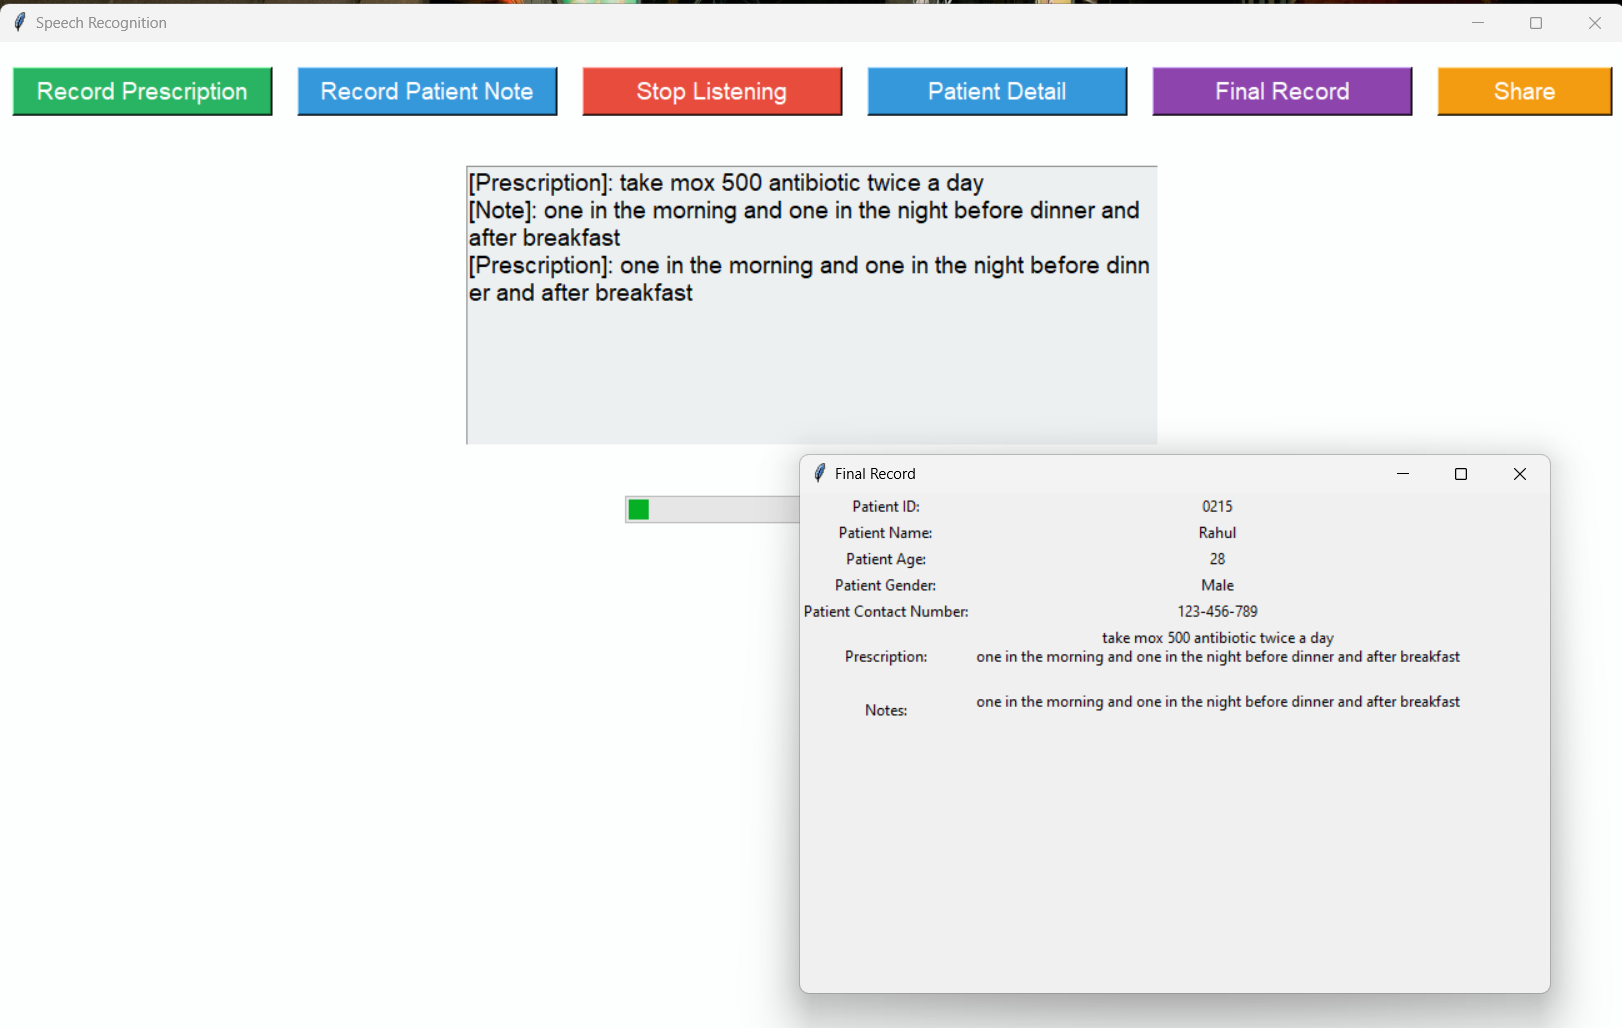 Speech Recognition
Record Prescription
Record Patient Note
Stop Listening
Patient Detail
Final Record
Share
[Prescription]: take mox 500 antibiotic twice a day
[Note]: one in the morning and one in the night before dinner and
after breakfast
[Prescription]: one in the morning and one in the night before dinn
er and after breakfast
Final Record
Patient ID: 0215
Patient Name: Rahul
Patient Age: 28
Patient Gender: Male
Patient Contact Number: 123-456-789
take mox 500 antibiotic twice a day
Prescription: one in the morning and one in the night before dinner and after breakfast
one in the morning and one in the night before dinner and after breakfast
Notes: